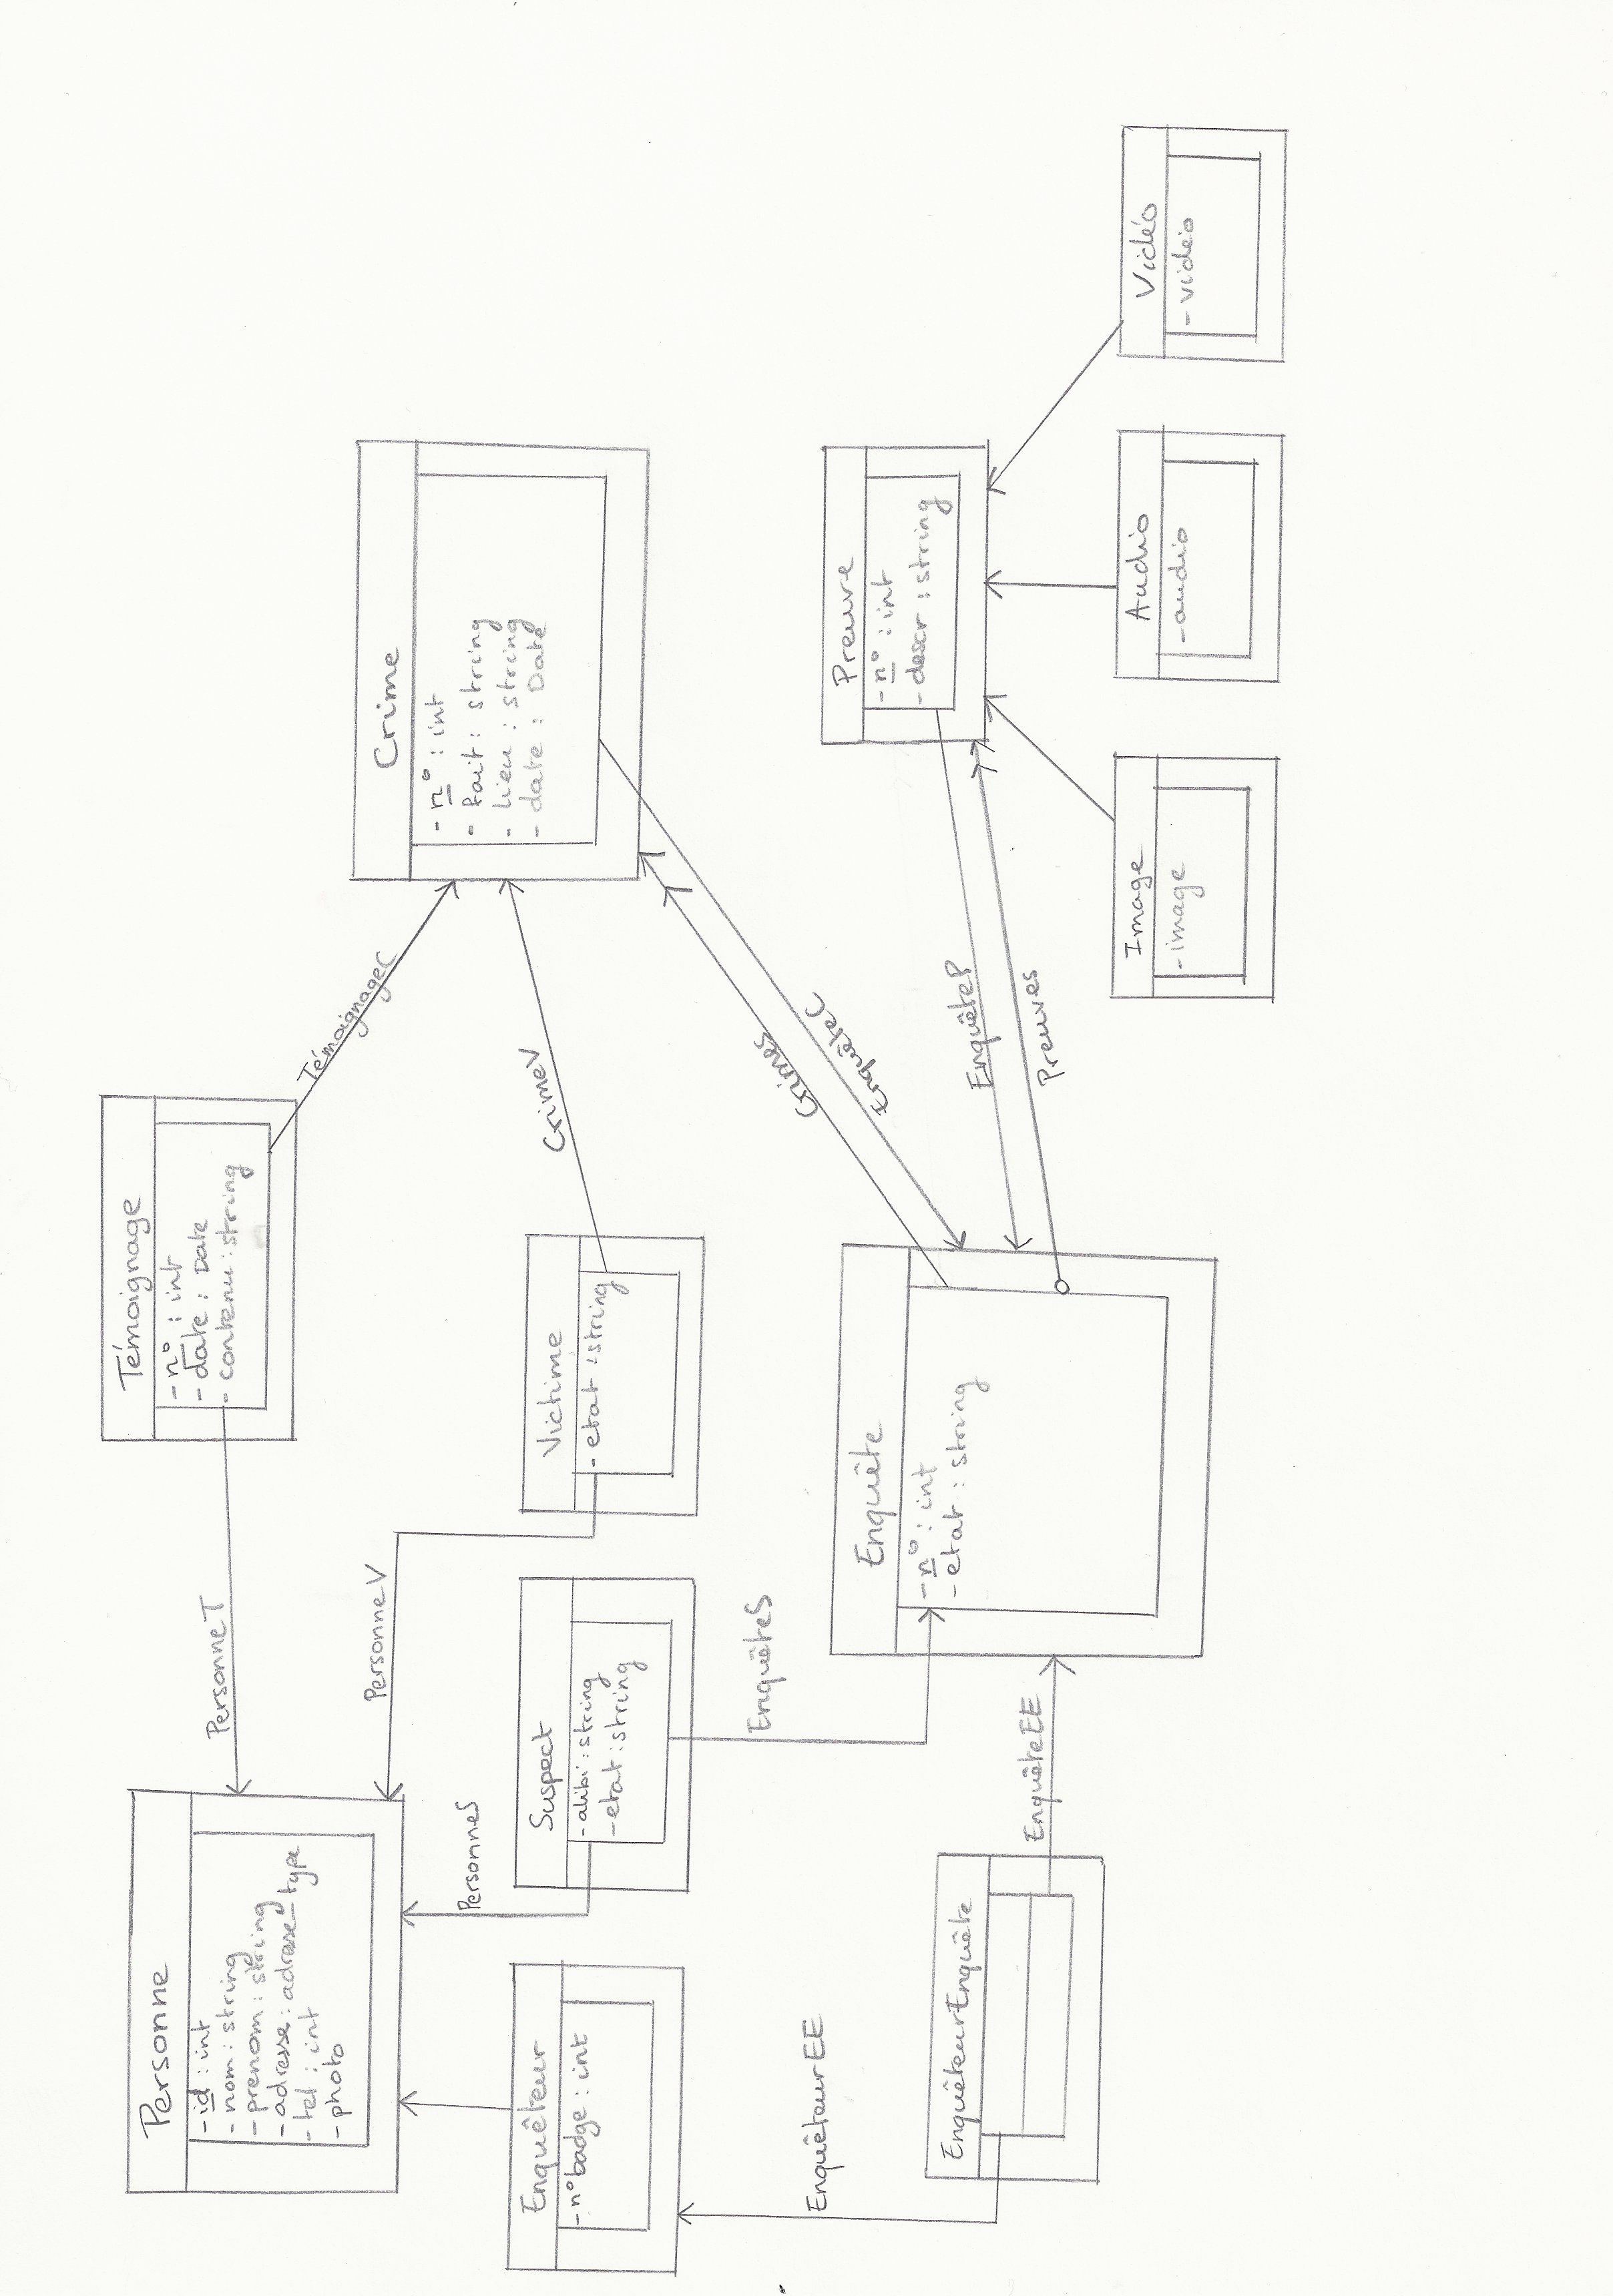 Personne
- id : int
- nom : string
- prenom : string
- adresse : adresse_type
- tel : int
- photo
PersonneT
Témoignage
- n° : int
- date : Date
- contenu : string
TémoignageC
PersonneV
PersonneS
Crime
- n° : int
- fait : string
- lieu : string
- date : Date
Enquêteur
- n° badge : int
Suspect
- alibi : string
- etat : string
Victime
- etat : string
CrimeV
EnquêteS
EnquêteurEE
Crimes
EnquêteC
Enquête
- n° : int
- etat : string
Preuve
- n° : int
- descr : string
EnquêteurEnquête
EnquêteEE
EnquêteP
Preuves
Image
- image
Audio
- audio
Vidéo
- vidéo